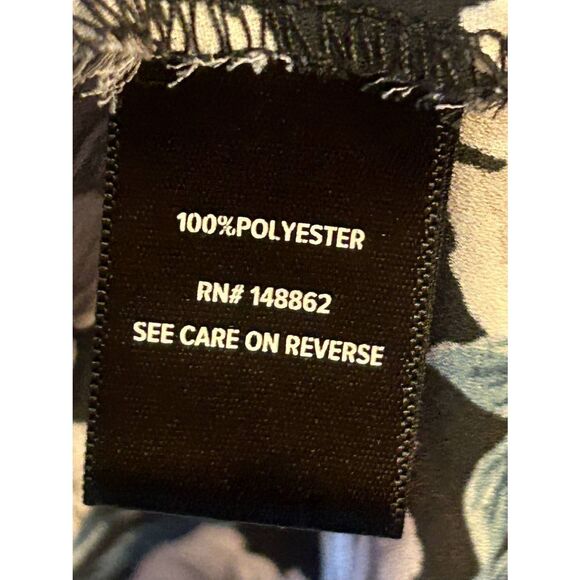 100%POLYESTER
RN# 148862
SEE CARE ON REVERSE